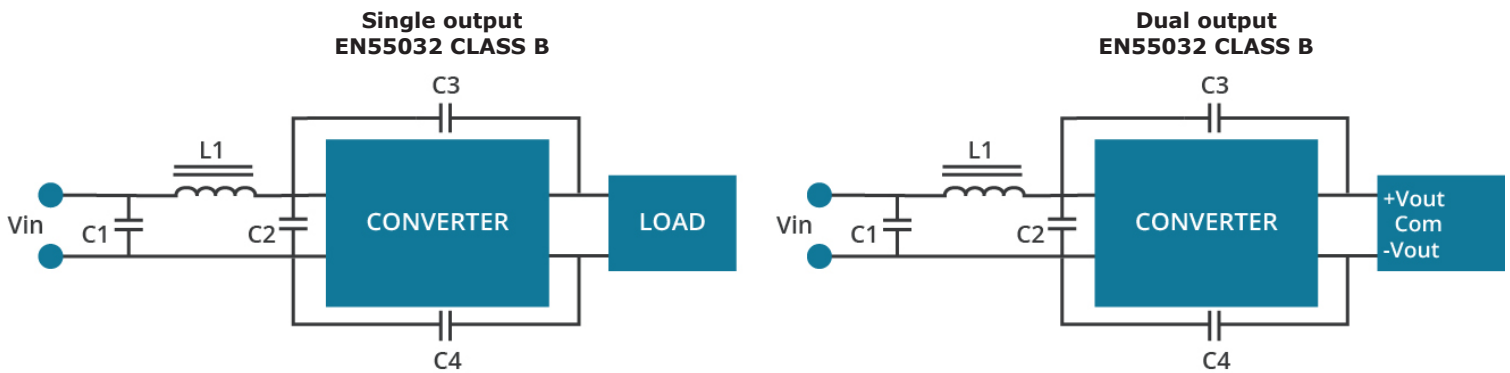 Single output
EN55032 CLASS B
C3
L1
Vin
C1
C2
CONVERTER
LOAD
C4
Dual output
EN55032 CLASS B
C3
L1
Vin
C1
C2
CONVERTER
+Vout
Com
-Vout
C4